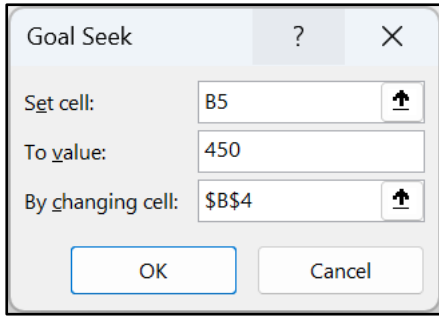 Goal Seek ?
Set cell: B5
To value: 450
By changing cell: $B$4
OK Cancel